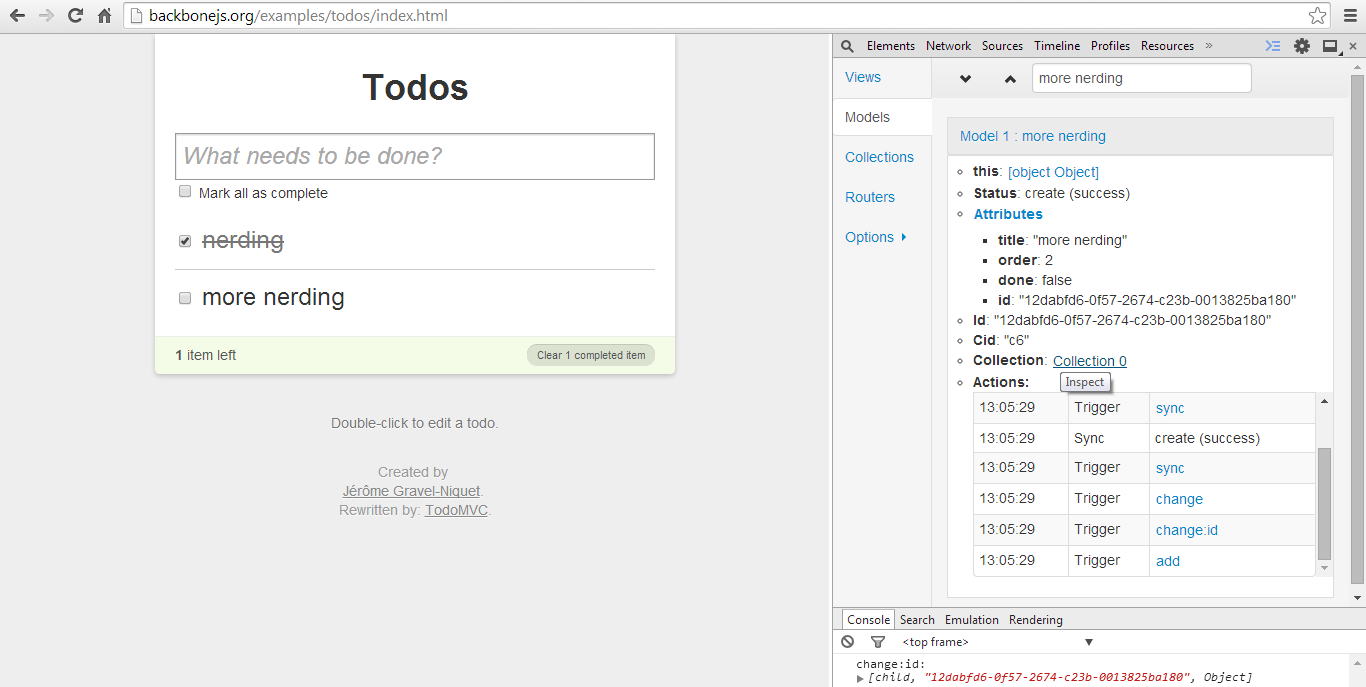 backbonejs.org/examples/todos/index.html
Todos
What needs to be done?
Mark all as complete
nerding
more nerding
1 item left
Clear 1 completed item
Double-click to edit a todo.
Created by
Jérôme Gravel-Niquet.
Rewritten by: TodoMVC.
Elements Network Sources Timeline Profiles Resources »
Views
Models
Collections
Routers
Options
more nerding
Model 1 : more nerding
this: [object Object]
Status: create (success)
Attributes
title: "more nerding"
order: 2
done: false
id: "12dabfd6-0f57-2674-c23b-0013825ba180"
Id: "12dabfd6-0f57-2674-c23b-0013825ba180"
Cid: "c6"
Collection: Collection 0
Inspect
Actions:
13:05:29 Trigger sync
13:05:29 Sync create (success)
13:05:29 Trigger sync
13:05:29 Trigger change
13:05:29 Trigger change:id
13:05:29 Trigger add
Console Search Emulation Rendering
<top frame>
change:id:
[child, "12dabfd6-0f57-2674-c23b-0013825ba180", Object]